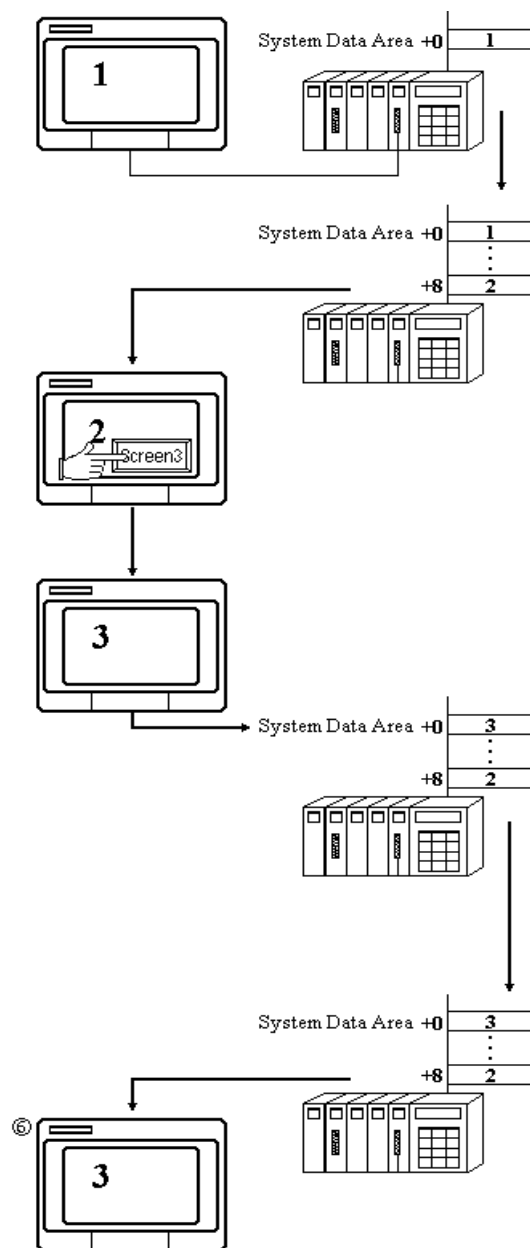 1
System Data Area +0 1
System Data Area +0 1
+8 2
2
Screen3
3
System Data Area +0 3
+8 2
System Data Area +0 3
+8 2
⑥
3